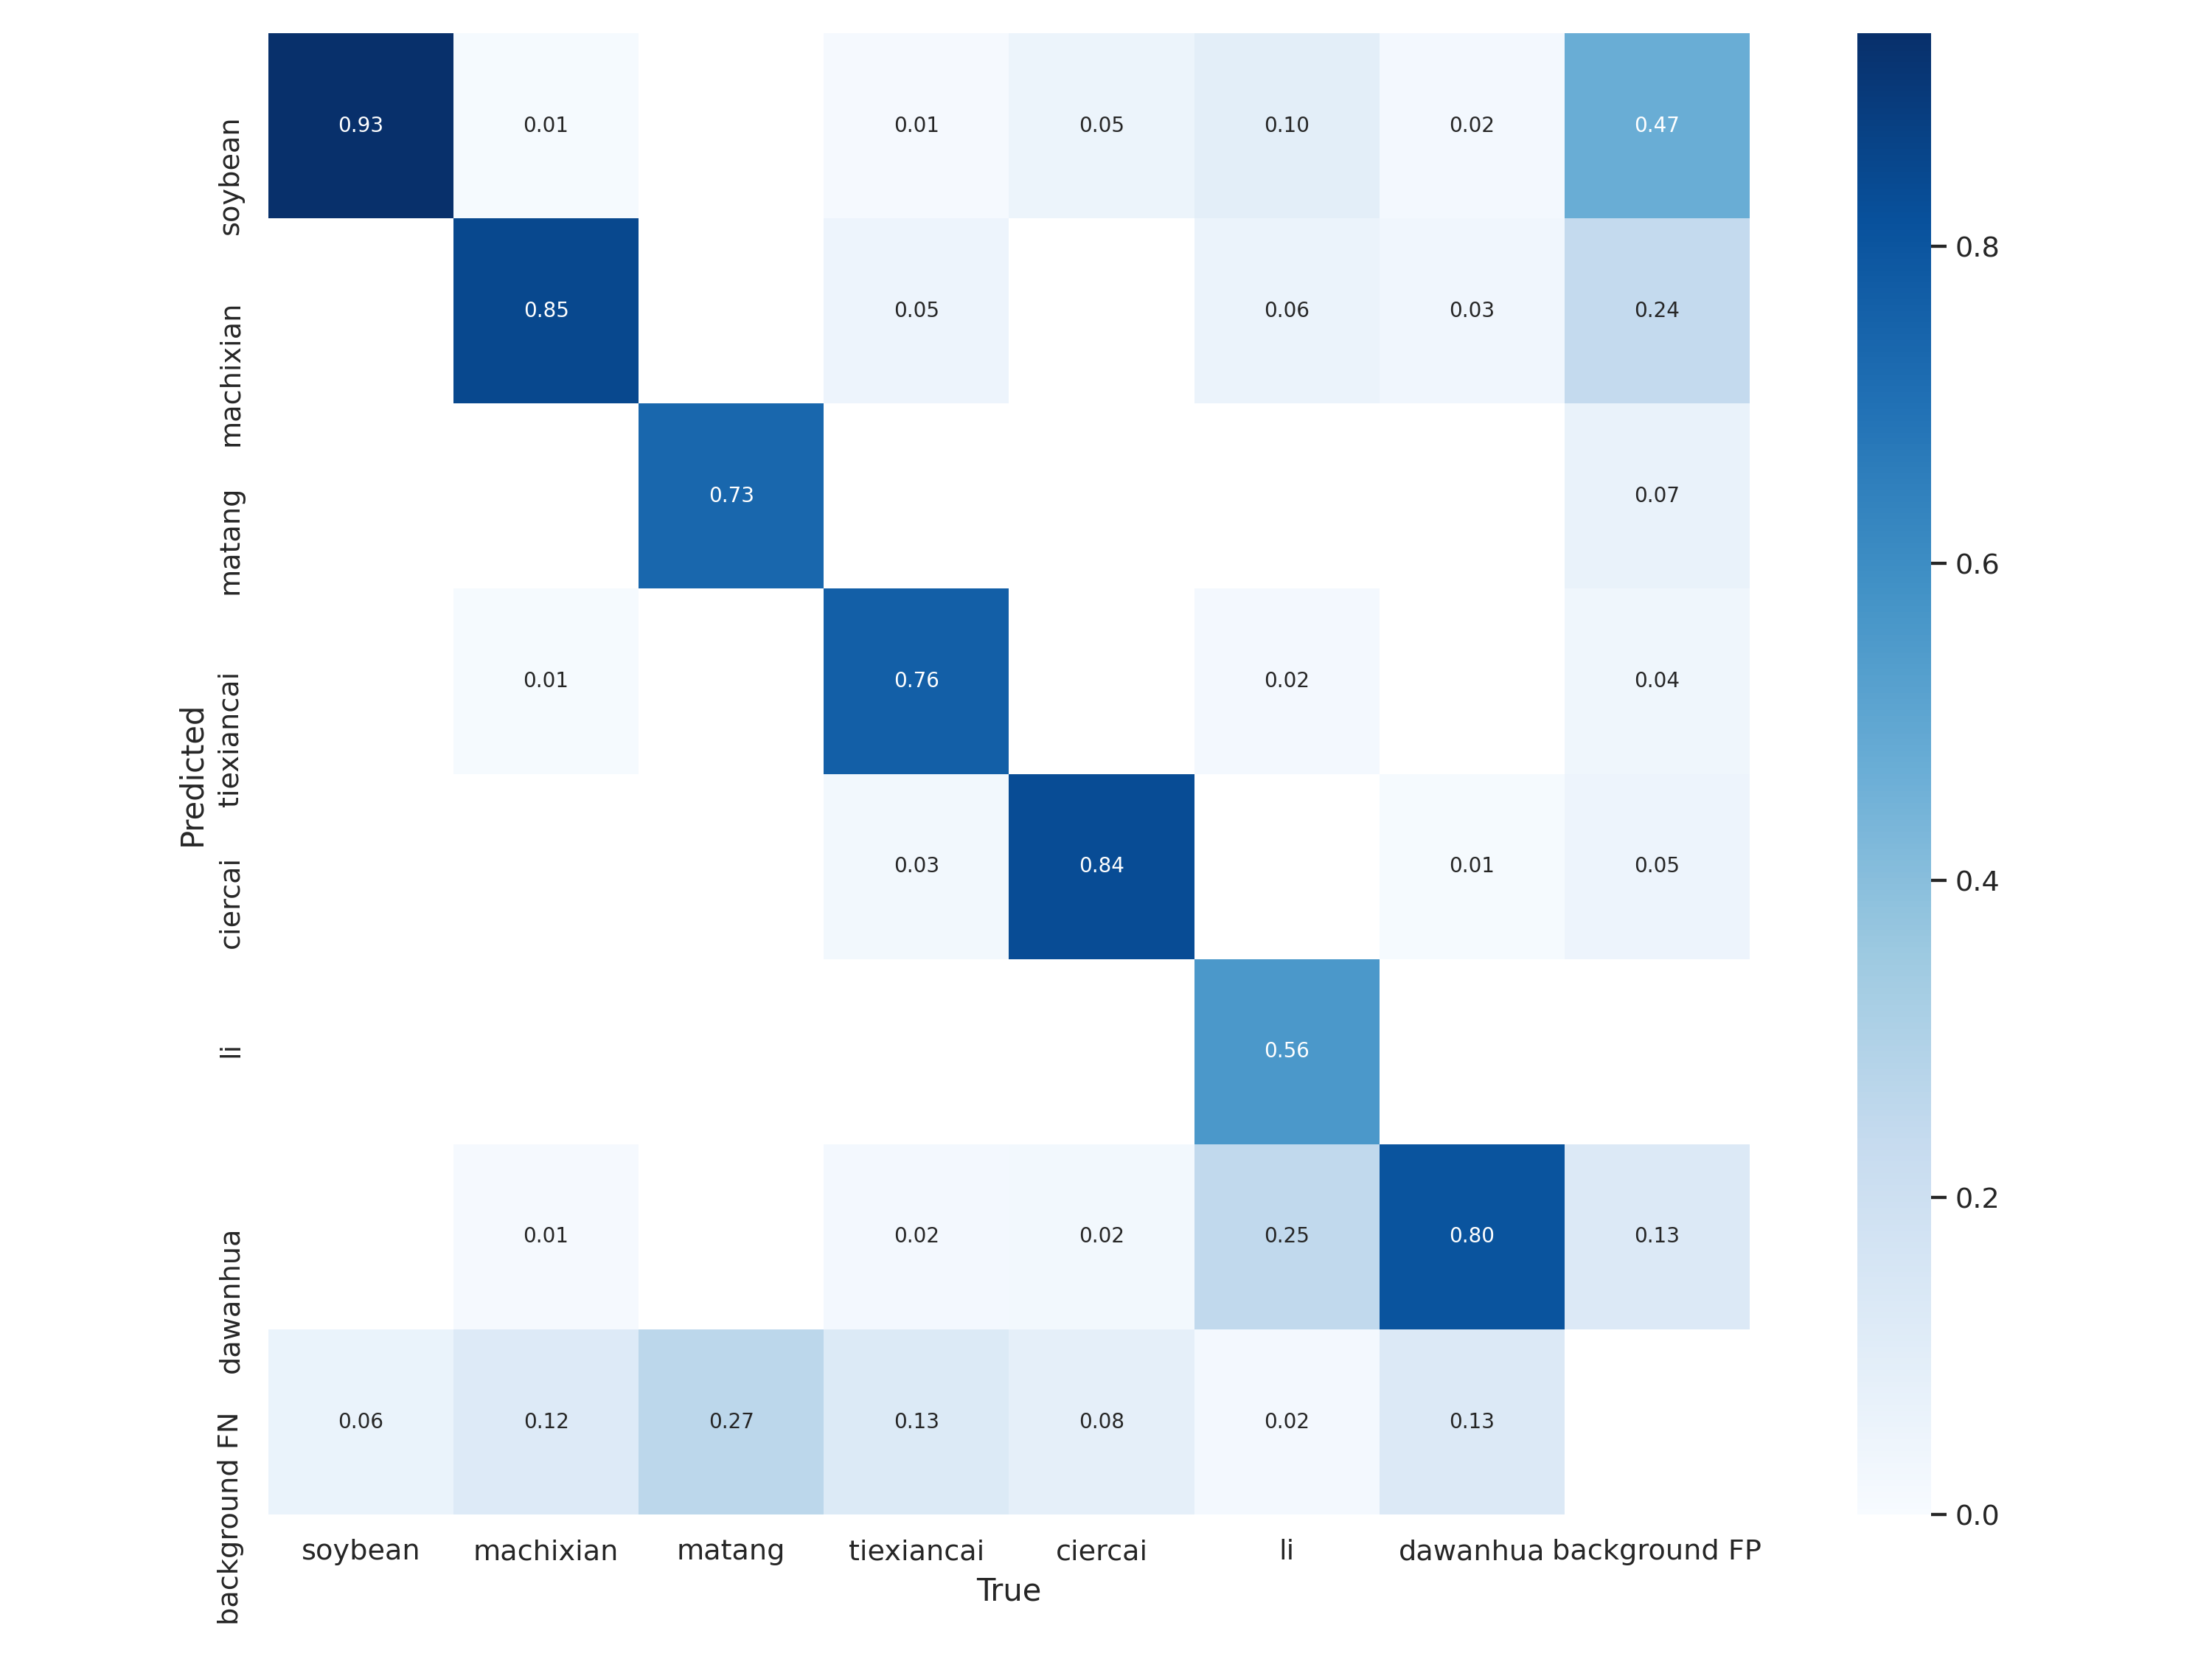 soybean 0.93 0.01 0.01 0.05 0.10 0.02 0.47
machixian 0.85 0.05 0.06 0.03 0.24
matang 0.73 0.07
tiexiancai 0.01 0.76 0.02 0.04
ciercai 0.03 0.84 0.01 0.05
li 0.56
dawanhua 0.01 0.02 0.02 0.25 0.80 0.13
background FN 0.06 0.12 0.27 0.13 0.08 0.02 0.13
Predicted
soybean machixian matang tiexiancai ciercai li dawanhua background FP
True
0.8
0.6
0.4
0.2
0.0